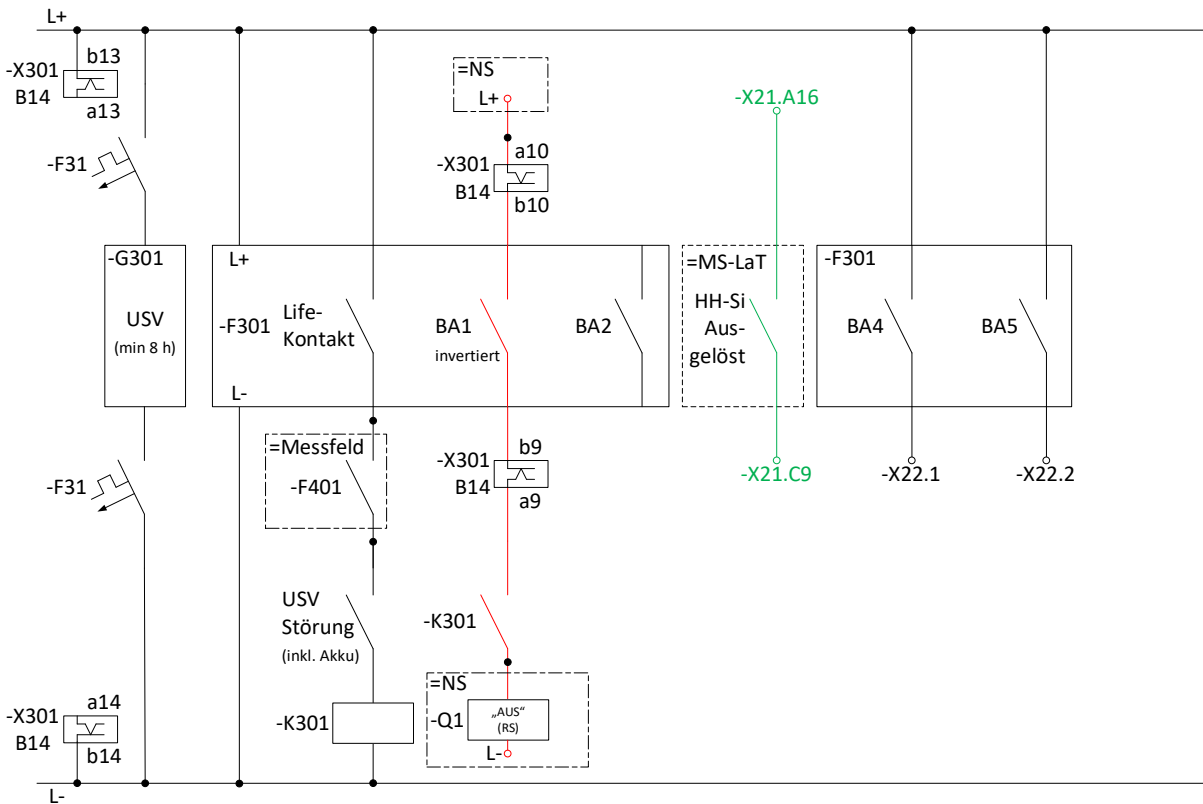 L+
-X301
B14
b13
a13
=NS
L+
-X21.A16
-F31
-X301
B14
a10
b10
-G301
USV
(min 8 h)
L+
-F301
Life-
Kontakt
BA1
invertiert
BA2
L-
=MS-LaT
HH-Si
Aus-
gelöst
-F301
BA4
BA5
-F31
=Messfeld
-F401
-X301
B14
b9
a9
-X21.C9
-X22.1
-X22.2
USV
Störung
(inkl. Akku)
-K301
-X301
B14
a14
b14
-K301
=NS
-Q1
„AUS“
(RS)
L-
L-